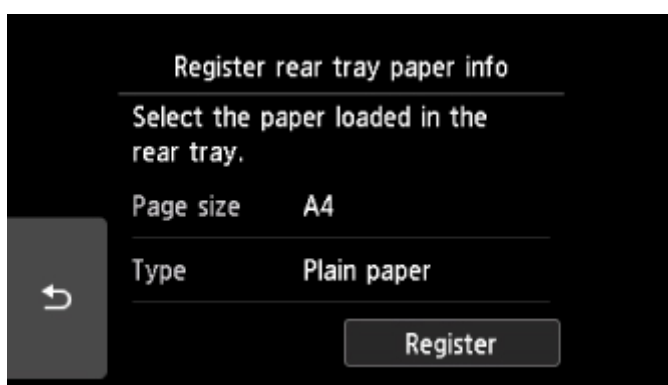 Register rear tray paper info
Select the paper loaded in the
rear tray.
Page size A4
Type Plain paper
Register